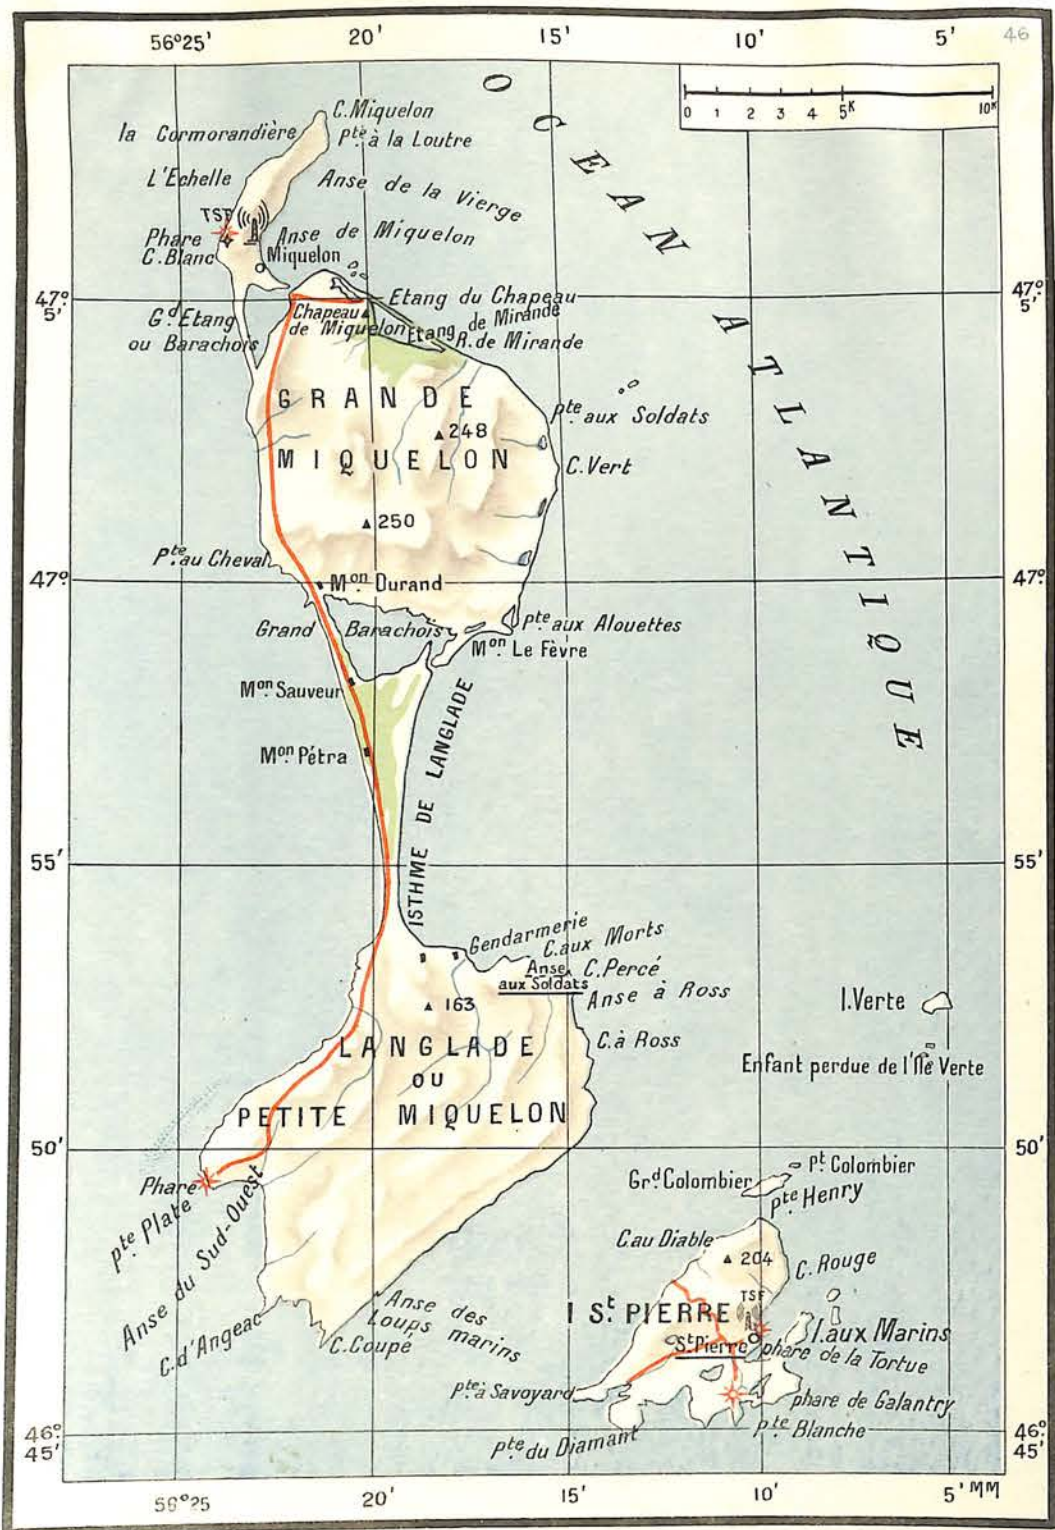 56°25'
20'
15'
10'
5'
46
0 1 2 3 4 5K 10K
OCEAN ATLANTIQUE
C. Miquelon
la Cormorandière
Pte à la Loutre
L'Echelle
Anse de la Vierge
TSF
Phare
C. Blanc
Anse de Miquelon
Miquelon
47°
5'
47°
5'
Etang du Chapeau
Chapeau
de Miquelon
Etang de Mirande
R. de Mirande
Gd Etang
ou Barachois
GRANDE
MIQUELON
248
250
Pte aux Soldats
C. Vert
Pte au Cheval
47°
47°
Mon Durand
Grand Barachois
Pte aux Alouettes
Mon Le Fèvre
Mon Sauveur
Mon Pétra
ISTHME DE LANGLADE
55'
55'
Gendarmerie
C. aux Morts
Anse
aux Soldats
C. Percé
Anse à Ross
C. à Ross
163
LANGLADE
OU
PETITE MIQUELON
I. Verte
Enfant perdue de l'Ile Verte
50'
50'
Phare
pte Plate
Anse du Sud-Ouest
C. d'Angeac
Anse des
Loups marins
C. Coupé
Pt Colombier
Grd Colombier
Pte Henry
C. au Diable
204
C. Rouge
TSF
I St PIERRE
St Pierre
I. aux Marins
phare de la Tortue
pte à Savoyard
phare de Galantry
Pte Blanche
Pte du Diamant
46°
45'
46°
45'
56°25
20'
15'
10'
5'
MM